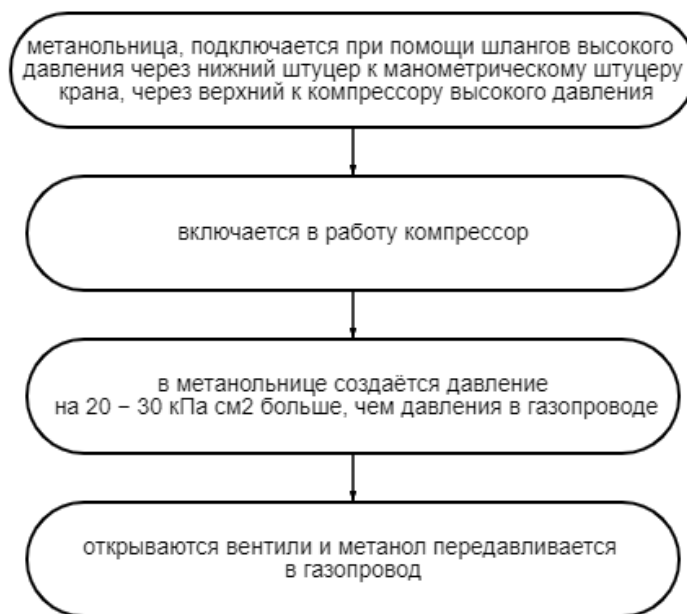 метанольница, подключается при помощи шлангов высокого
давления через нижний штуцер к манометрическому штуцеру
крана, через верхний к компрессору высокого давления
включается в работу компрессор
в метанольнице создаётся давление
на 20 – 30 кПа см2 больше, чем давления в газопроводе
открываются вентили и метанол передавливается
в газопровод